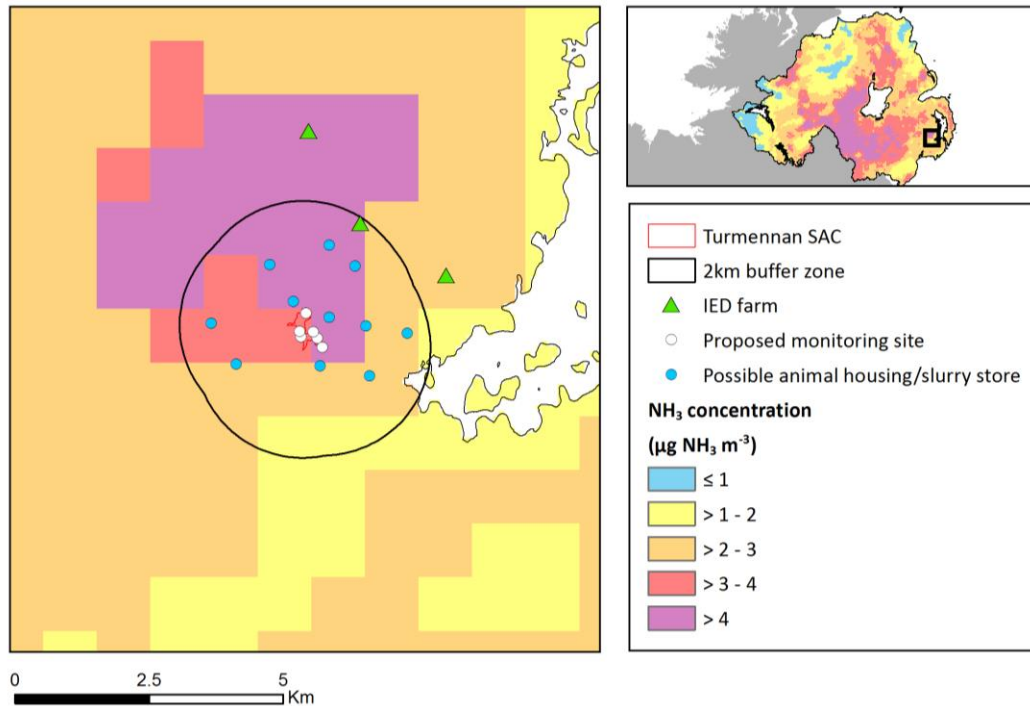 Turmennan SAC
2km buffer zone
IED farm
Proposed monitoring site
Possible animal housing/slurry store
NH₃ concentration
(µg NH₃ m⁻³)
≤ 1
> 1 - 2
> 2 - 3
> 3 - 4
> 4
0 2.5 5
Km